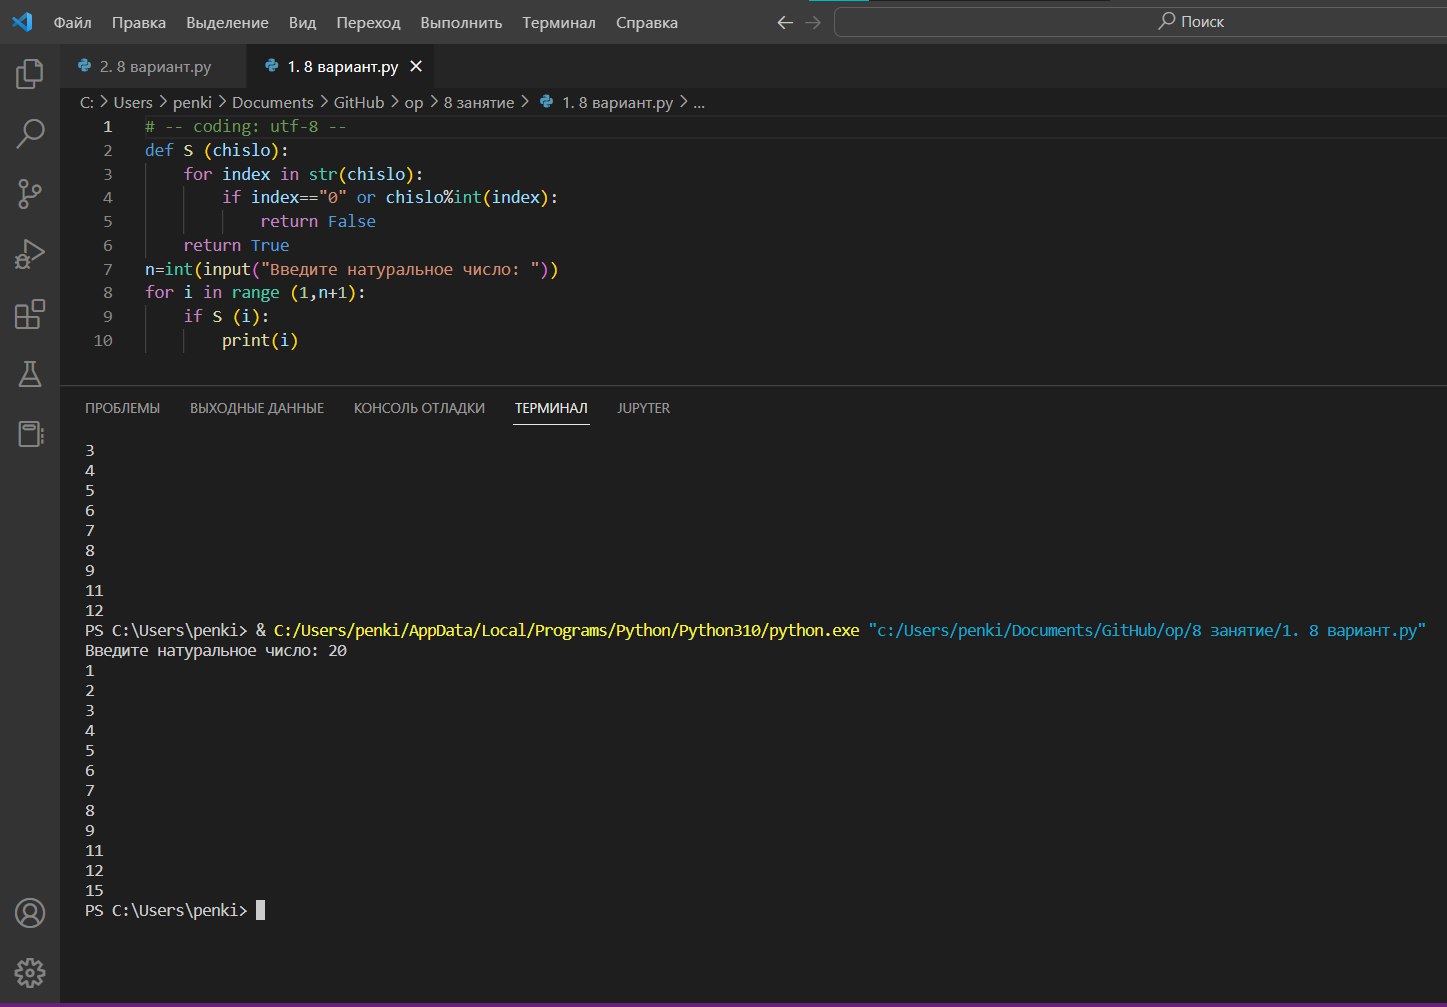 Файл Правка Выделение Вид Переход Выполнить Терминал Справка Поиск
2. 8 вариант.py 1. 8 вариант.py
C: > Users > penki > Documents > GitHub > op > 8 занятие > 1. 8 вариант.py > ...
1 # -- coding: utf-8 --
2 def S (chislo):
3 for index in str(chislo):
4 if index=="0" or chislo%int(index):
5 return False
6 return True
7 n=int(input("Введите натуральное число: "))
8 for i in range (1,n+1):
9 if S (i):
10 print(i)
ПРОБЛЕМЫ ВЫХОДНЫЕ ДАННЫЕ КОНСОЛЬ ОТЛАДКИ ТЕРМИНАЛ JUPYTER
3
4
5
6
7
8
9
11
12
PS C:\Users\penki> & C:/Users/penki/AppData/Local/Programs/Python/Python310/python.exe "c:/Users/penki/Documents/GitHub/op/8 занятие/1. 8 вариант.py"
Введите натуральное число: 20
1
2
3
4
5
6
7
8
9
11
12
15
PS C:\Users\penki>